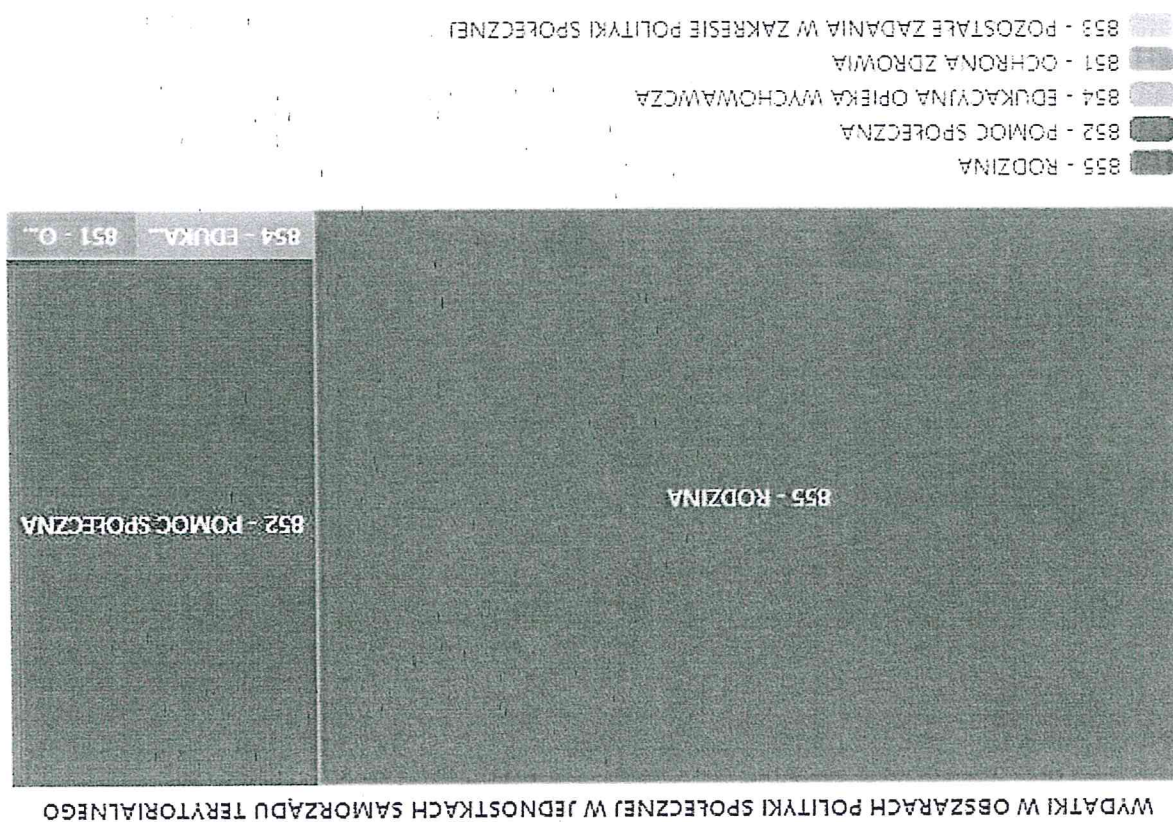 WYDATKI W OBSZARACH POLITYKI SPOŁECZNEJ W JEDNOSTKACH SAMORZĄDU TERYTORIALNEGO
855 - RODZINA
852 - POMOC SPOŁECZNA
854 - EDUKA...
851 - O...
855 - RODZINA
852 - POMOC SPOŁECZNA
854 - EDUKACYJNA OPIEKA WYCHOWAWCZA
851 - OCHRONA ZDROWIA
853 - POZOSTAŁE ZADANIA W ZAKRESIE POLITYKI SPOŁECZNEJ